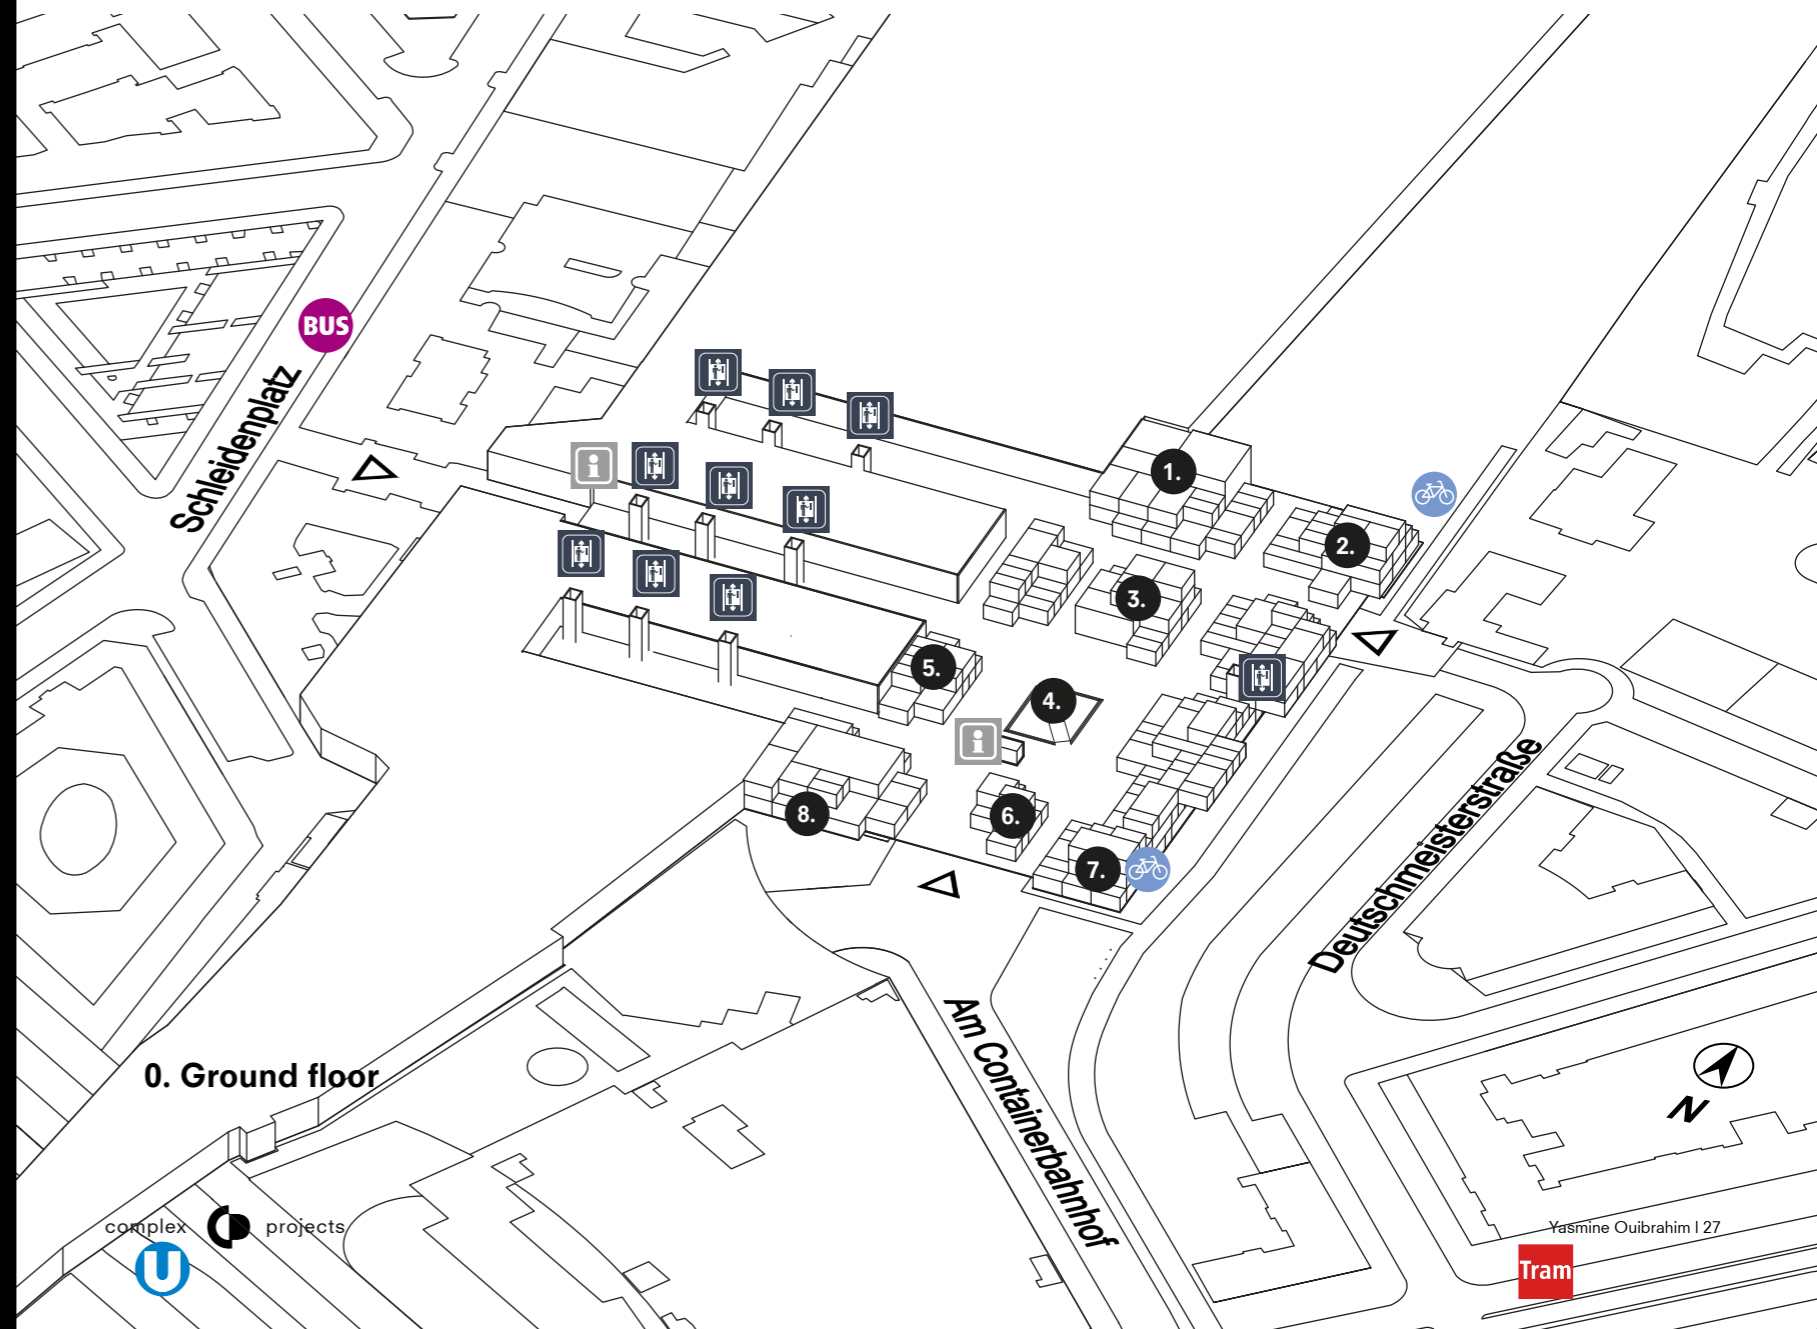 BUS
Schleidenplatz
i
1.
2.
3.
5.
4.
i
8.
6.
7.
Deutschmeisterstraße
Am Containerbahnhof
0. Ground floor
N
complex projects
U
Yasmine Ouibrahim | 27
Tram